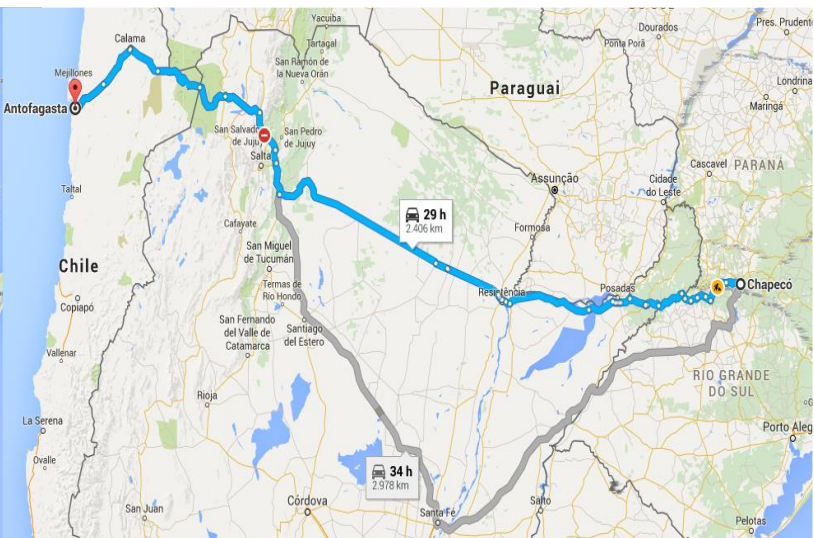 Yacuiba
Dourados
Pres. Prudent
Calama
Tartagal
Ponta Porã
San Ramón de
la Nueva Orán
Mejillones
Paraguai
Londrina
Antofagasta
Maringá
San Salvado
de Jujuy
San Pedro
de Jujuy
Salta
Cascavel
PARANÁ
Assunção
Cidade
do Leste
Taltal
29 h
2.406 km
Cafayate
Formosa
San Miguel
de Tucumán
Chile
Termas de
Río Hondo
Resistência
Posadas
Chapecó
Copiapó
San Fernando
del Valle de
Catamarca
Santiago
del Estero
Vallenar
RIO GRANDE
DO SUL
Rioja
La Serena
Porto Aleg
Ovalle
34 h
2.978 km
Córdova
Salto
San Juan
Santa Fé
Pelotas